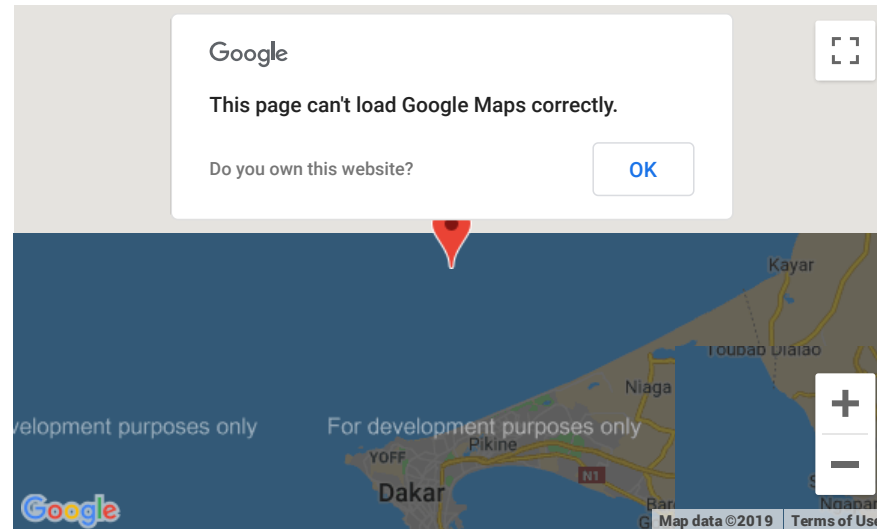 Google
This page can't load Google Maps correctly.
Do you own this website?
OK
Kayar
Toubab Dialao
Niaga
velopment purposes only
For development purposes only
Pikine
YOFF
N1
Dakar
Google
Map data ©2019
Terms of Us